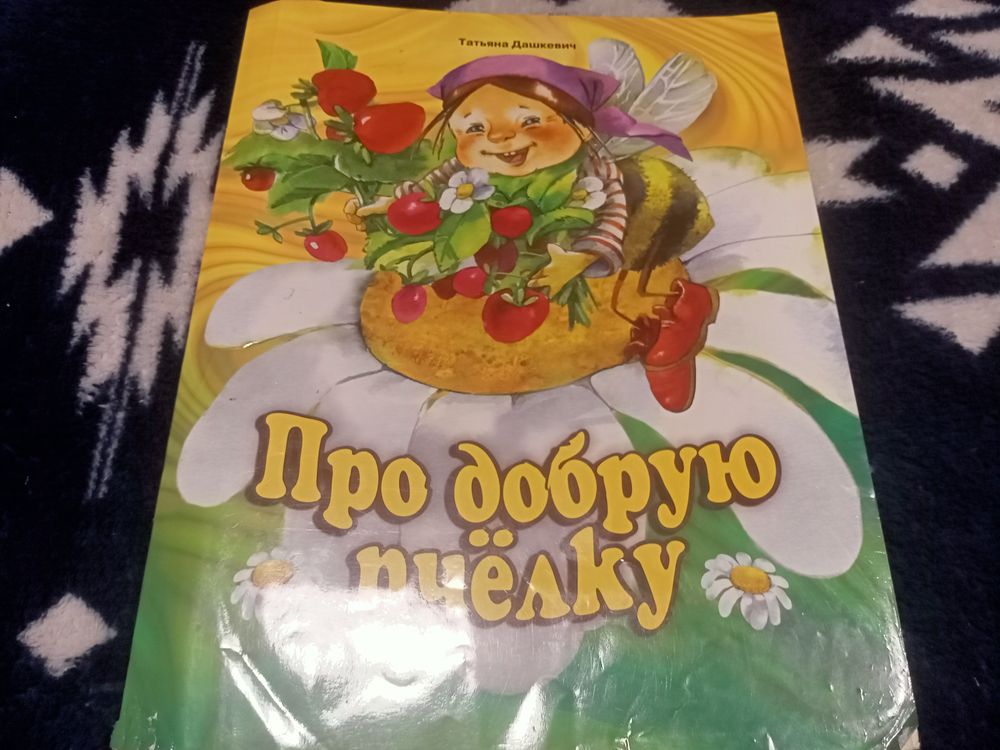 Татьяна Дашкевич
Про добрую
пчёлку